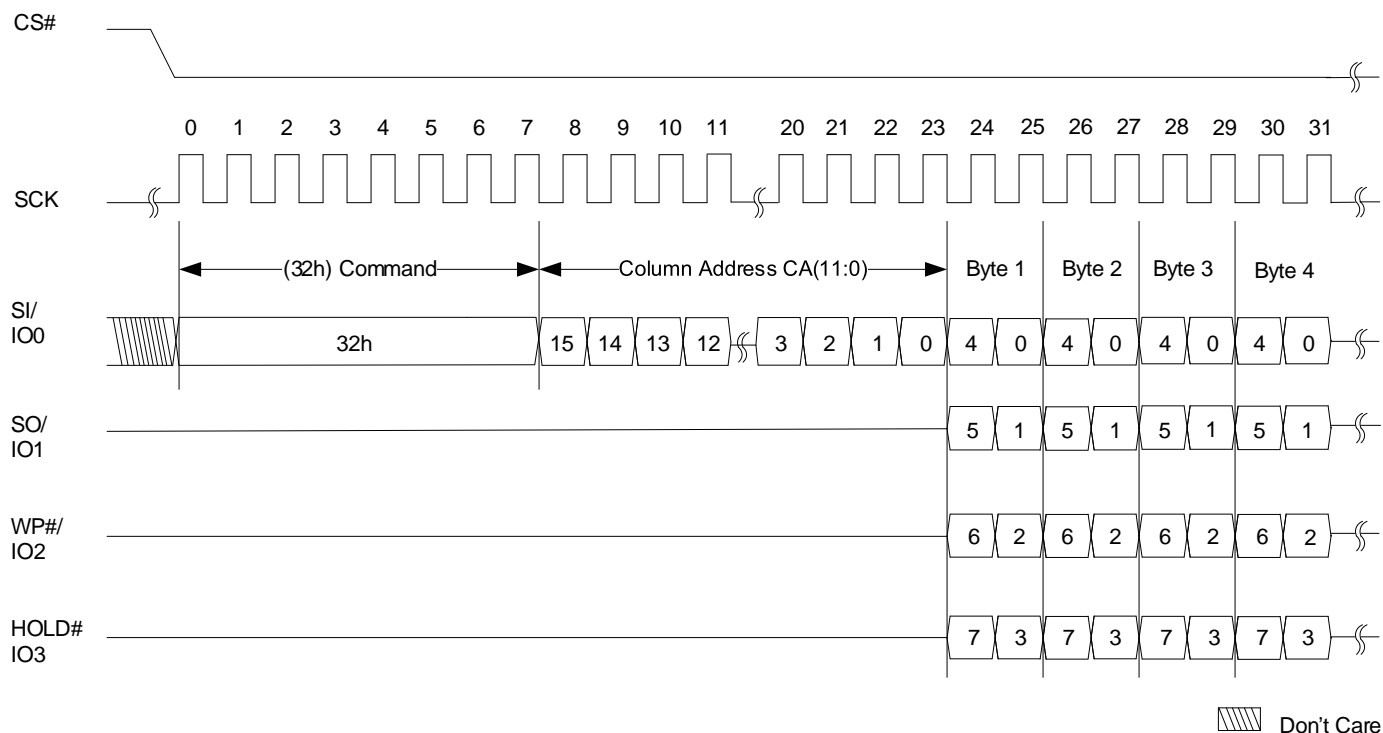 CS#
0 1 2 3 4 5 6 7 8 9 10 11 20 21 22 23 24 25 26 27 28 29 30 31
SCK
(32h) Command Column Address CA(11:0) Byte 1 Byte 2 Byte 3 Byte 4
SI/
IO0
32h 15 14 13 12 3 2 1 0 4 0 4 0 4 0 4 0
SO/
IO1
5 1 5 1 5 1 5 1
WP#/
IO2
6 2 6 2 6 2 6 2
HOLD#
IO3
7 3 7 3 7 3 7 3
Don't Care